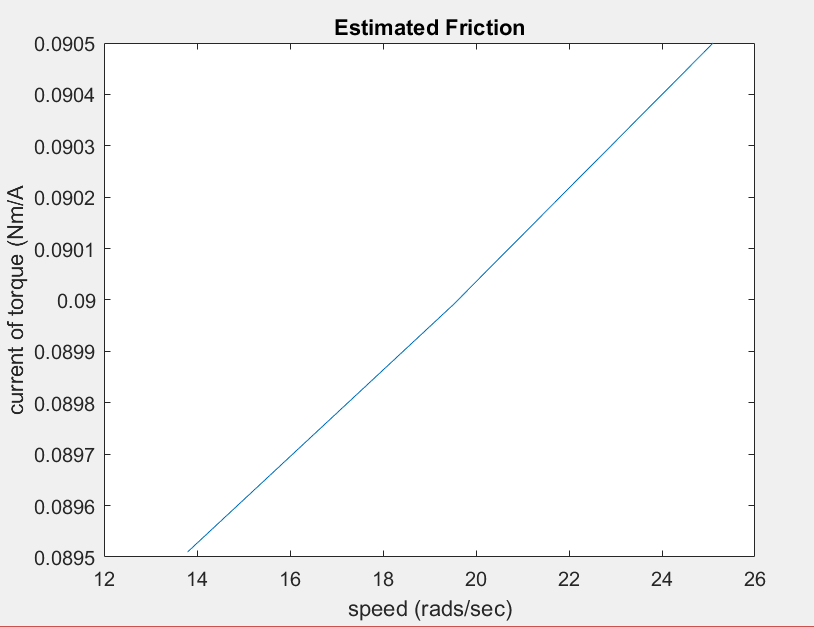 Estimated Friction
0.0905
0.0904
0.0903
0.0902
0.0901
0.09
0.0899
0.0898
0.0897
0.0896
0.0895
current of torque (Nm/A
12 14 16 18 20 22 24 26
speed (rads/sec)